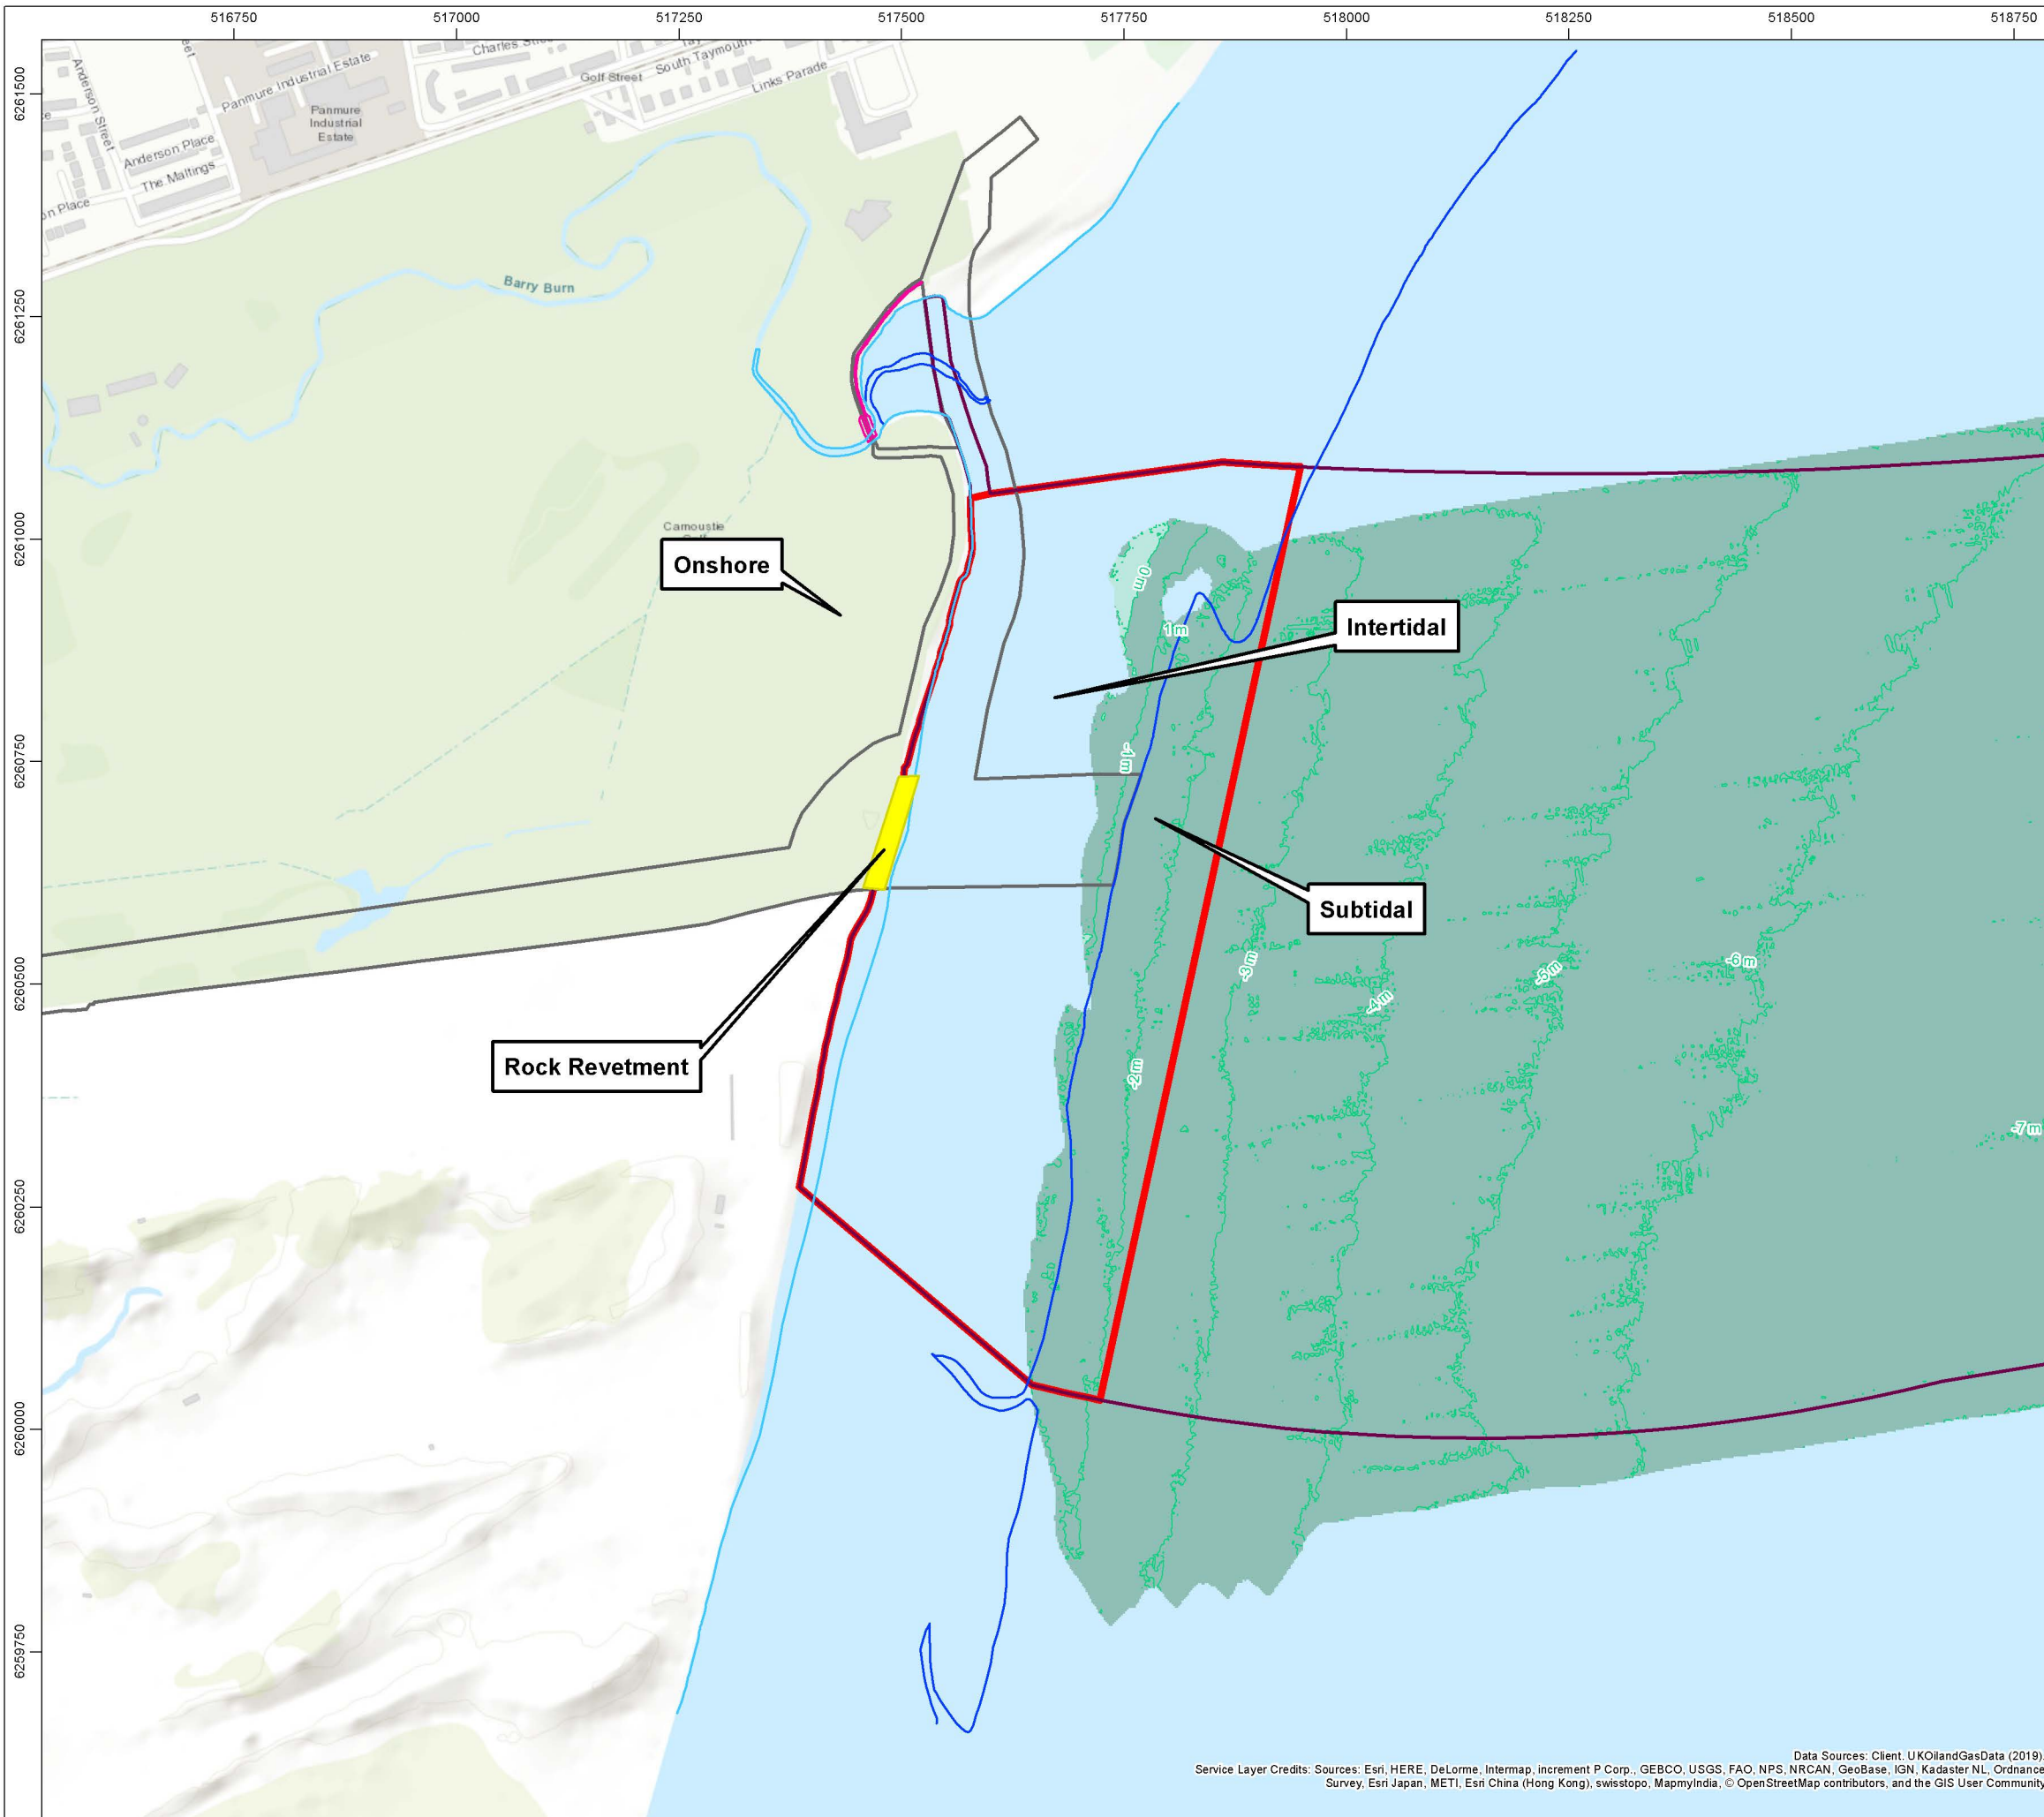 516750
517000
517250
517500
517750
518000
518250
518500
518750
6261500
6261250
6261000
6260750
6260500
6260250
6260000
6259750
Anderson Street
Panmure Industrial Estate
Charles
Golf Street
South Taymouth
Links Parade
Panmure
Industrial
Estate
Anderson Place
The Maltings
on Place
Barry Burn
Carnoustie
Onshore
0 m
1 m
Intertidal
-1 m
Subtidal
-3 m
-4 m
-5 m
-6 m
Rock Revetment
-2 m
-7 m
Data Sources: Client. UKOilandGasData (2019).
Service Layer Credits: Sources: Esri, HERE, DeLorme, Intermap, increment P Corp., GEBCO, USGS, FAO, NPS, NRCAN, GeoBase, IGN, Kadaster NL, Ordnance
Survey, Esri Japan, METI, Esri China (Hong Kong), swisstopo, MapmyIndia, © OpenStreetMap contributors, and the GIS User Community